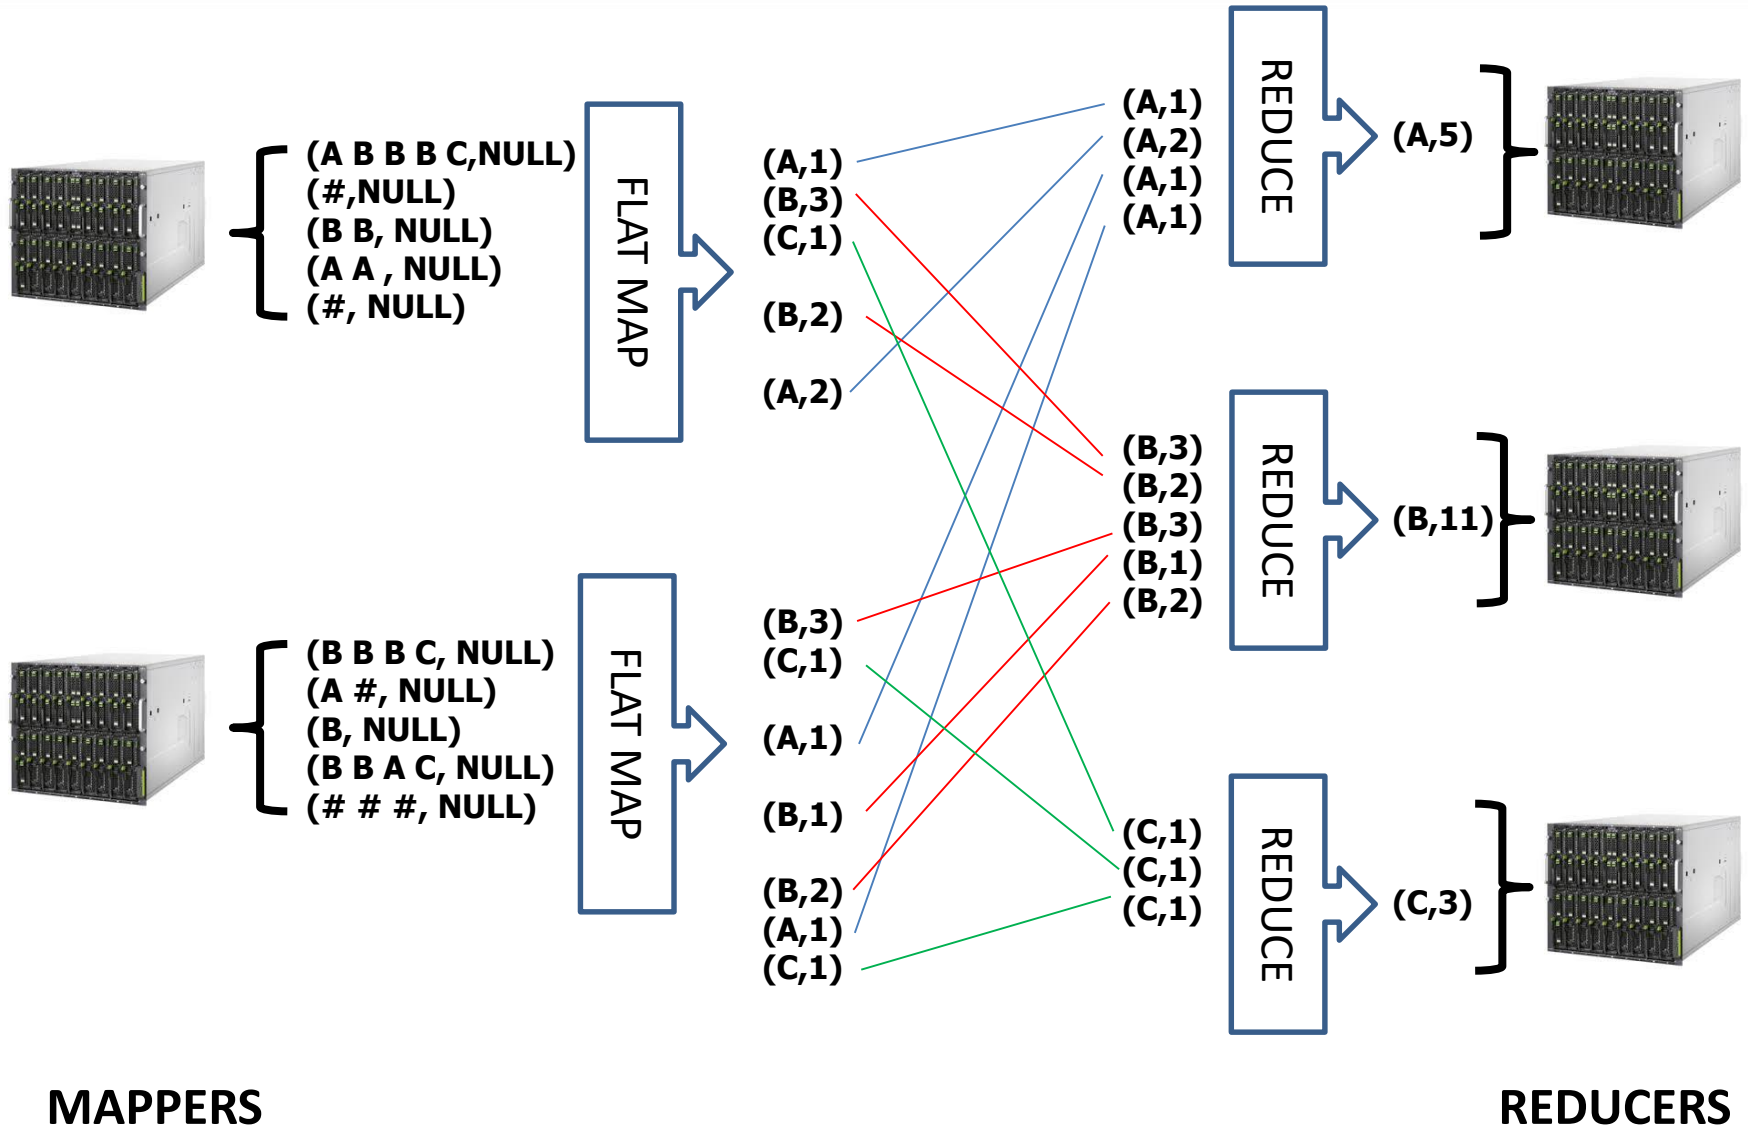 (A B B B C,NULL)
(#,NULL)
(B B, NULL)
(A A , NULL)
(#, NULL)
FLAT MAP
(A,1)
(B,3)
(C,1)
(B,2)
(A,2)
(B B B C, NULL)
(A #, NULL)
(B, NULL)
(B B A C, NULL)
(# # #, NULL)
FLAT MAP
(B,3)
(C,1)
(A,1)
(B,1)
(B,2)
(A,1)
(C,1)
(A,1)
(A,2)
(A,1)
(A,1)
REDUCE
(A,5)
(B,3)
(B,2)
(B,3)
(B,1)
(B,2)
REDUCE
(B,11)
(C,1)
(C,1)
(C,1)
REDUCE
(C,3)
MAPPERS
REDUCERS